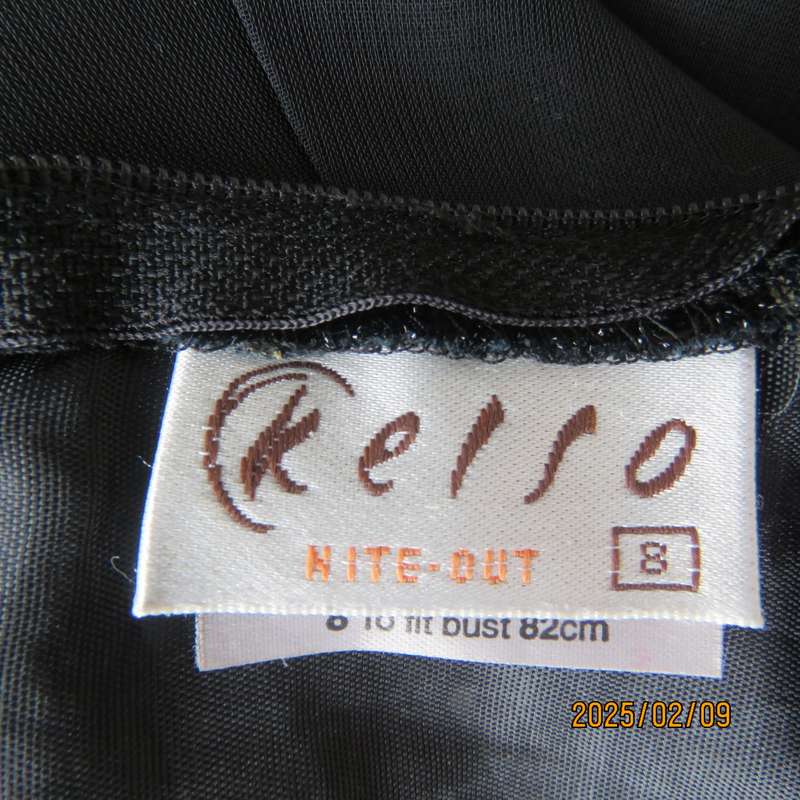 Kelso
NITE-OUT 8
8 To fit bust 82cm
2025/02/09